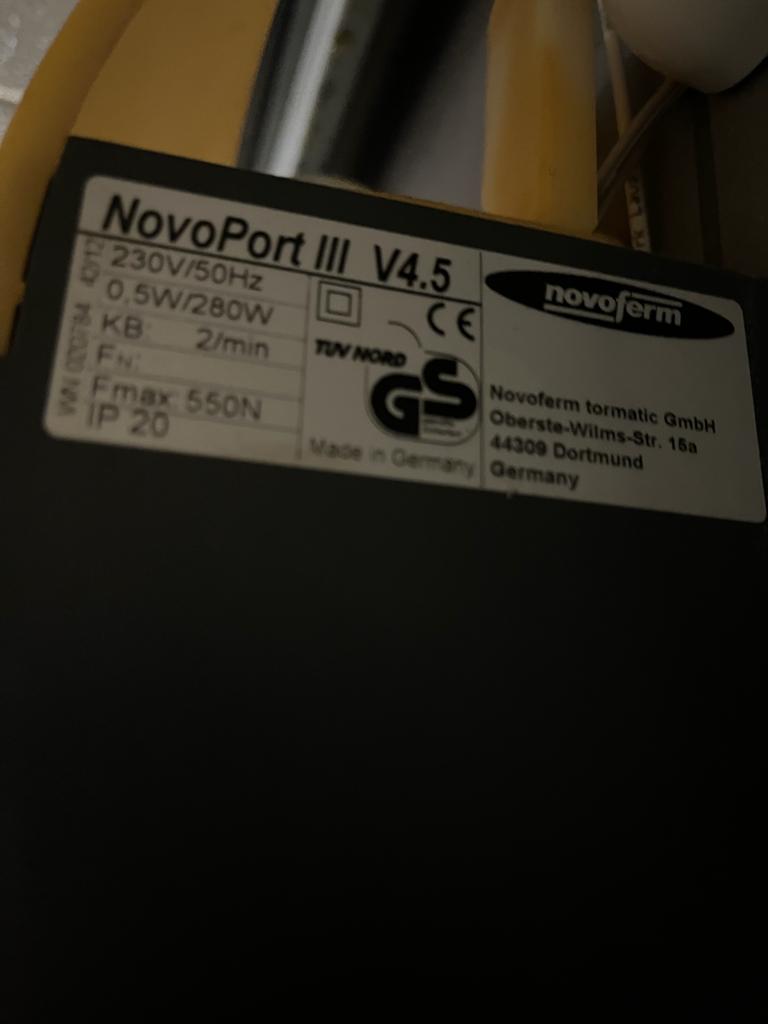 NovoPort III V4.5
230V/50Hz
0,5W/280W
KB: 2/min
FN:
Fmax: 550N
IP 20
CE
TÜV NORD
GS
Made in Germany
novoferm
Novoferm tormatic GmbH
Oberste-Wilms-Str. 15a
44309 Dortmund
Germany